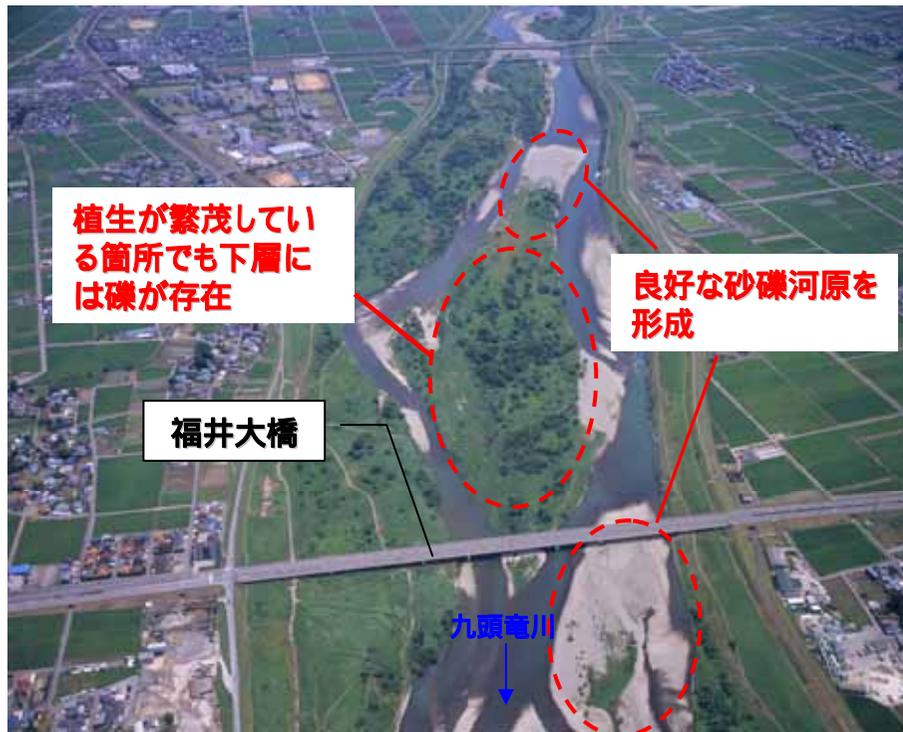 植生が繁茂してい
る箇所でも下層に
は礫が存在
良好な砂礫河原を
形成
福井大橋
九頭竜川